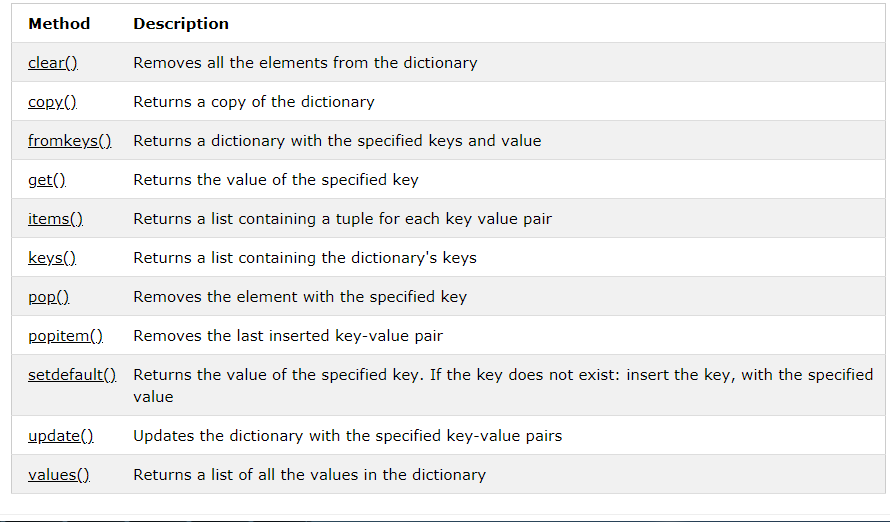 Method Description
clear() Removes all the elements from the dictionary
copy() Returns a copy of the dictionary
fromkeys() Returns a dictionary with the specified keys and value
get() Returns the value of the specified key
items() Returns a list containing a tuple for each key value pair
keys() Returns a list containing the dictionary's keys
pop() Removes the element with the specified key
popitem() Removes the last inserted key-value pair
setdefault() Returns the value of the specified key. If the key does not exist: insert the key, with the specified
value
update() Updates the dictionary with the specified key-value pairs
values() Returns a list of all the values in the dictionary